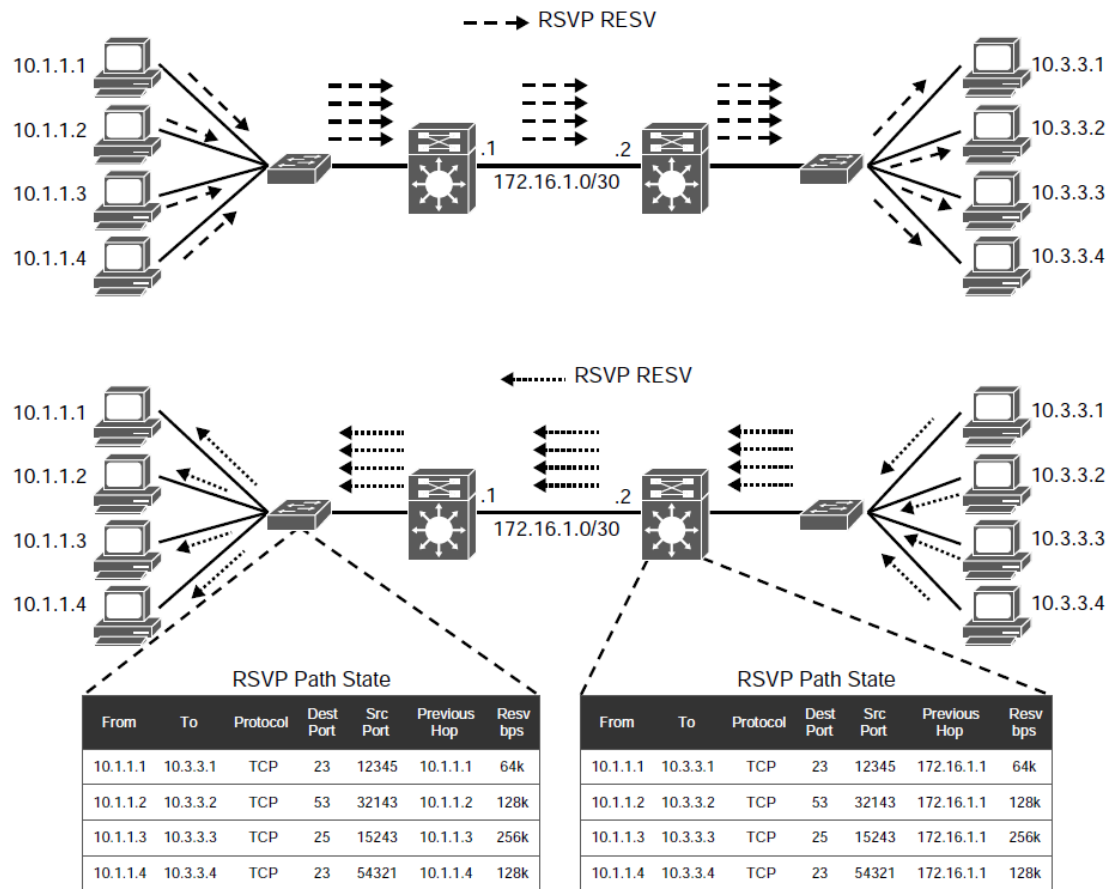 RSVP RESV
10.1.1.1
10.1.1.2
10.1.1.3
10.1.1.4
.1
.2
172.16.1.0/30
10.3.3.1
10.3.3.2
10.3.3.3
10.3.3.4
RSVP RESV
10.1.1.1
10.1.1.2
10.1.1.3
10.1.1.4
.1
.2
172.16.1.0/30
10.3.3.1
10.3.3.2
10.3.3.3
10.3.3.4
RSVP Path State
From To Protocol Dest Port Src Port Previous Hop Resv bps
10.1.1.1 10.3.3.1 TCP 23 12345 10.1.1.1 64k
10.1.1.2 10.3.3.2 TCP 53 32143 10.1.1.2 128k
10.1.1.3 10.3.3.3 TCP 25 15243 10.1.1.3 256k
10.1.1.4 10.3.3.4 TCP 23 54321 10.1.1.4 128k
RSVP Path State
From To Protocol Dest Port Src Port Previous Hop Resv bps
10.1.1.1 10.3.3.1 TCP 23 12345 172.16.1.1 64k
10.1.1.2 10.3.3.2 TCP 53 32143 172.16.1.1 128k
10.1.1.3 10.3.3.3 TCP 25 15243 172.16.1.1 256k
10.1.1.4 10.3.3.4 TCP 23 54321 172.16.1.1 128k